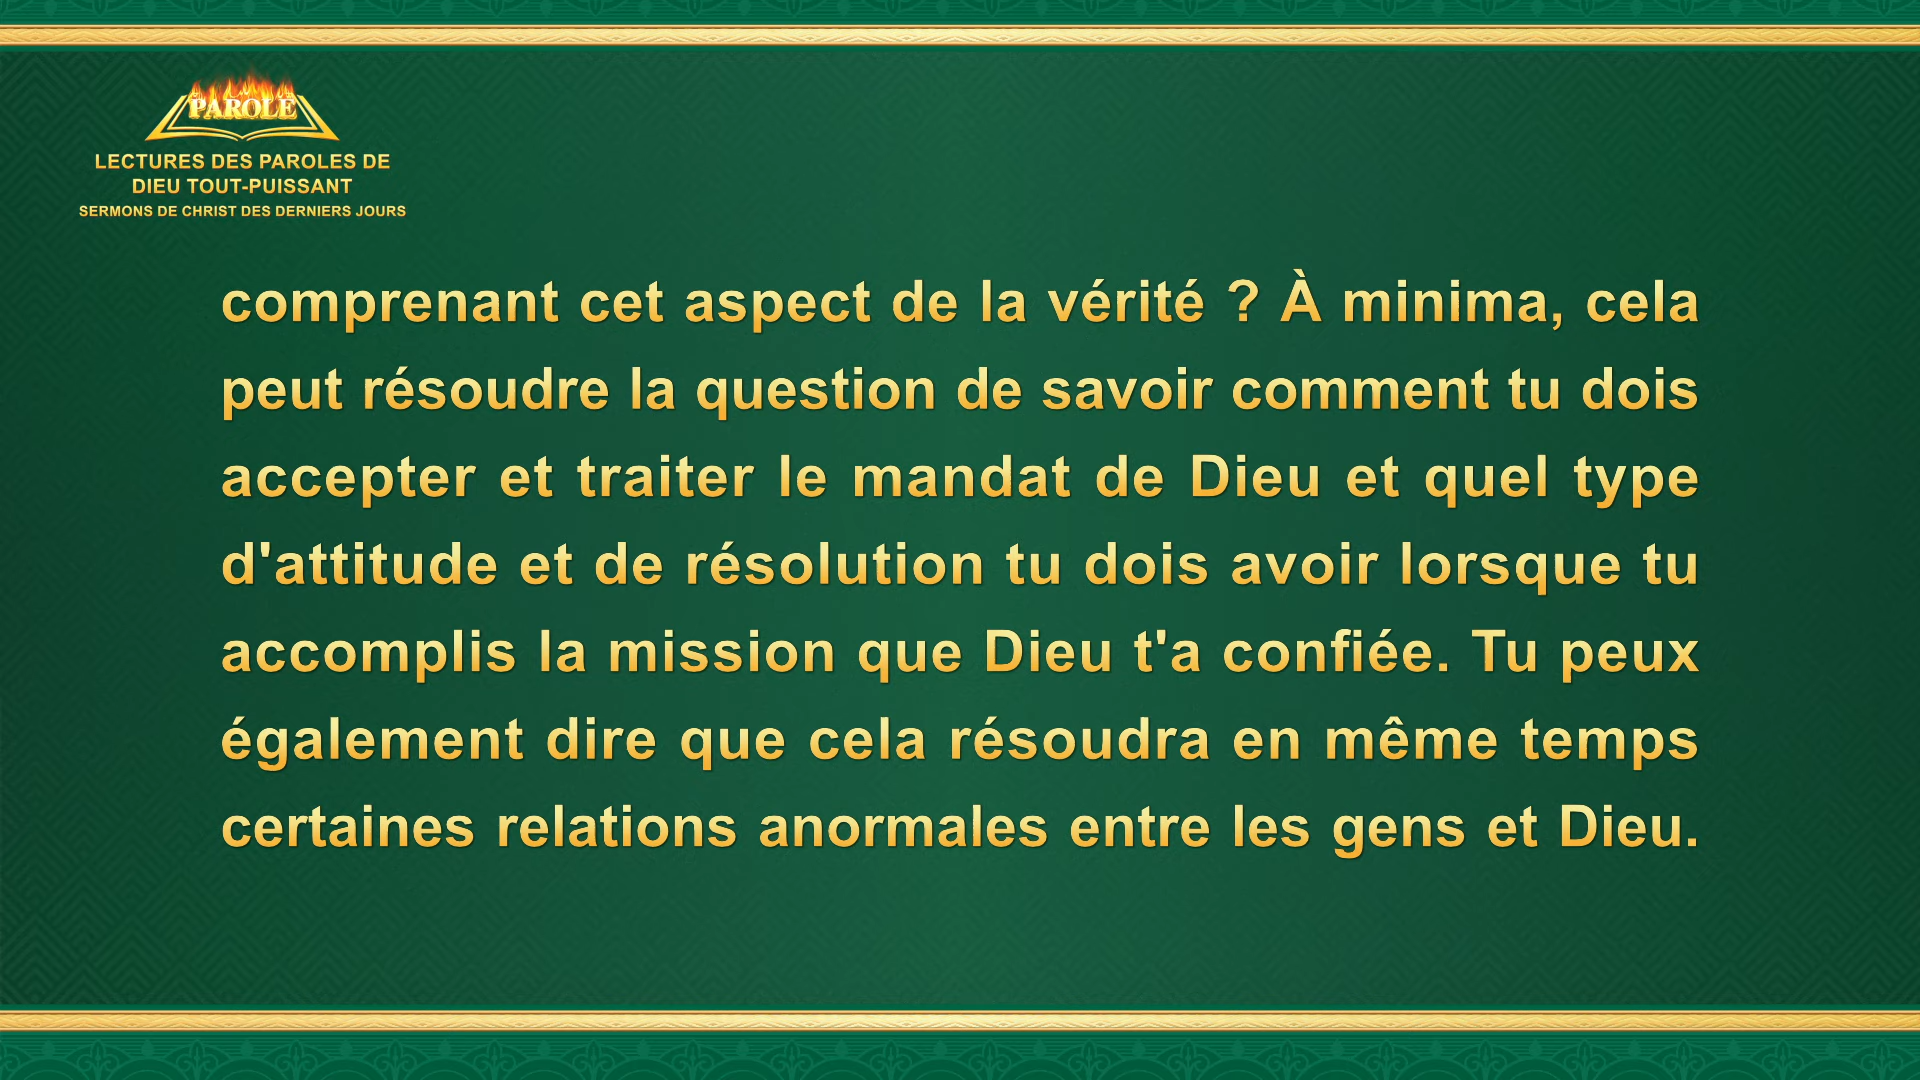 PAROLE
LECTURES DES PAROLES DE
DIEU TOUT-PUISSANT
SERMONS DE CHRIST DES DERNIERS JOURS
comprenant cet aspect de la vérité ? À minima, cela
peut résoudre la question de savoir comment tu dois
accepter et traiter le mandat de Dieu et quel type
d'attitude et de résolution tu dois avoir lorsque tu
accomplis la mission que Dieu t'a confiée. Tu peux
également dire que cela résoudra en même temps
certaines relations anormales entre les gens et Dieu.